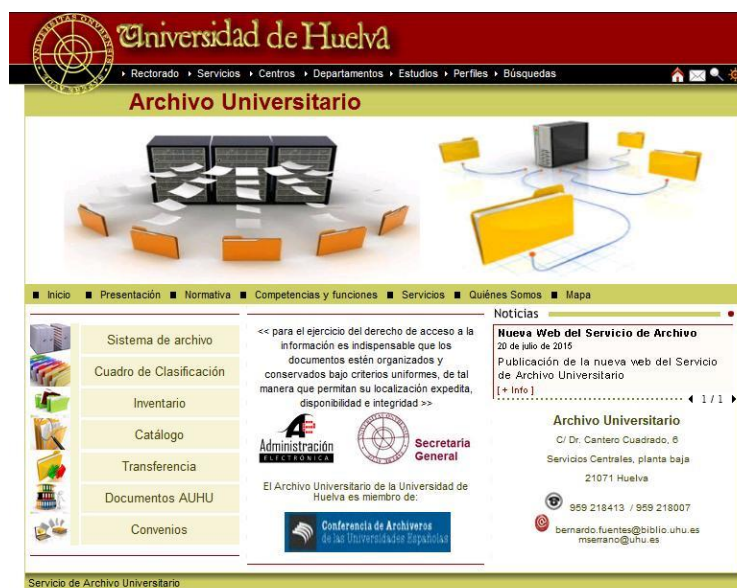 Universidad de Huelva
Rectorado Servicios Centros Departamentos Estudios Perfiles Búsquedas
Archivo Universitario
Inicio Presentación Normativa Competencias y funciones Servicios Quiénes Somos Mapa
Sistema de archivo
Cuadro de Clasificación
Inventario
Catálogo
Transferencia
Documentos AUHU
Convenios
<< para el ejercicio del derecho de acceso a la
información es indispensable que los
documentos estén organizados y
conservados bajo criterios uniformes, de tal
manera que permitan su localización expedita,
disponibilidad e integridad >>
Administración
ELECTRÓNICA
Secretaria
General
El Archivo Universitario de la Universidad de
Huelva es miembro de:
Conferencia de Archiveros
de las Universidades Españolas
Noticias
Nueva Web del Servicio de Archivo
20 de julio de 2015
Publicación de la nueva web del Servicio
de Archivo Universitario
[+ Info ]
1 / 1
Archivo Universitario
C/ Dr. Cantero Cuadrado, 6
Servicios Centrales, planta baja
21071 Huelva
959 218413 / 959 218007
bernardo.fuentes@biblio.uhu.es
mserrano@uhu.es
Servicio de Archivo Universitario